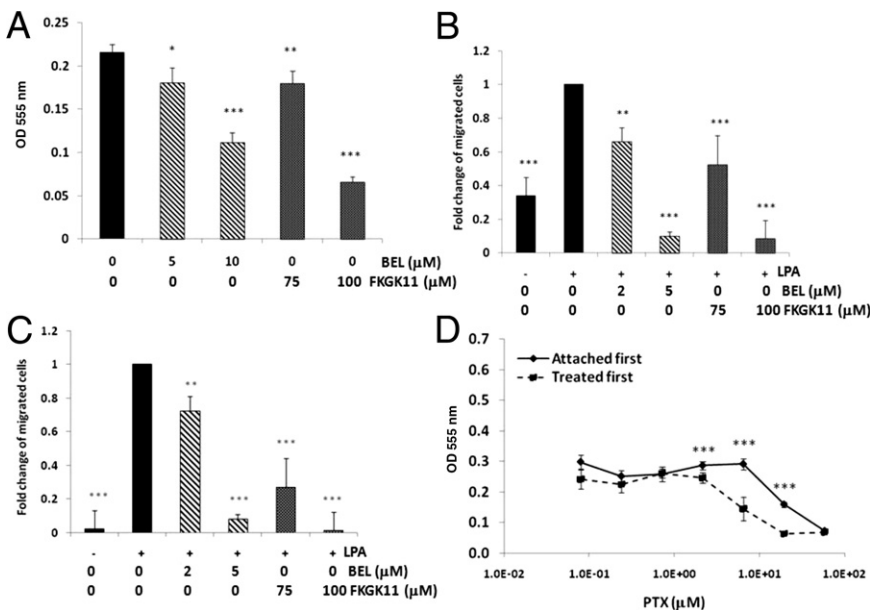 A
OD 555 nm
0.25
0.2
0.15
0.1
0.05
0
*
***
**
***
0 5 10 0 0 BEL (μM)
0 0 0 75 100 FKGK11 (μM)
B
Fold change of migrated cells
1.2
1
0.8
0.6
0.4
0.2
0
***
**
***
***
***
- + + + + + LPA
0 0 2 5 0 0 BEL (μM)
0 0 0 0 75 100 FKGK11 (μM)
C
Fold change of migrated cells
1.2
1
0.8
0.6
0.4
0.2
0
***
**
***
***
***
- + + + + + LPA
0 0 2 5 0 0 BEL (μM)
0 0 0 0 75 100 FKGK11 (μM)
D
OD 555 nm
0.7
0.6
0.5
0.4
0.3
0.2
0.1
0.0
Attached first
Treated first
***
***
***
1.0E-02 1.0E-01 1.0E+00 1.0E+01 1.0E+02
PTX (μM)